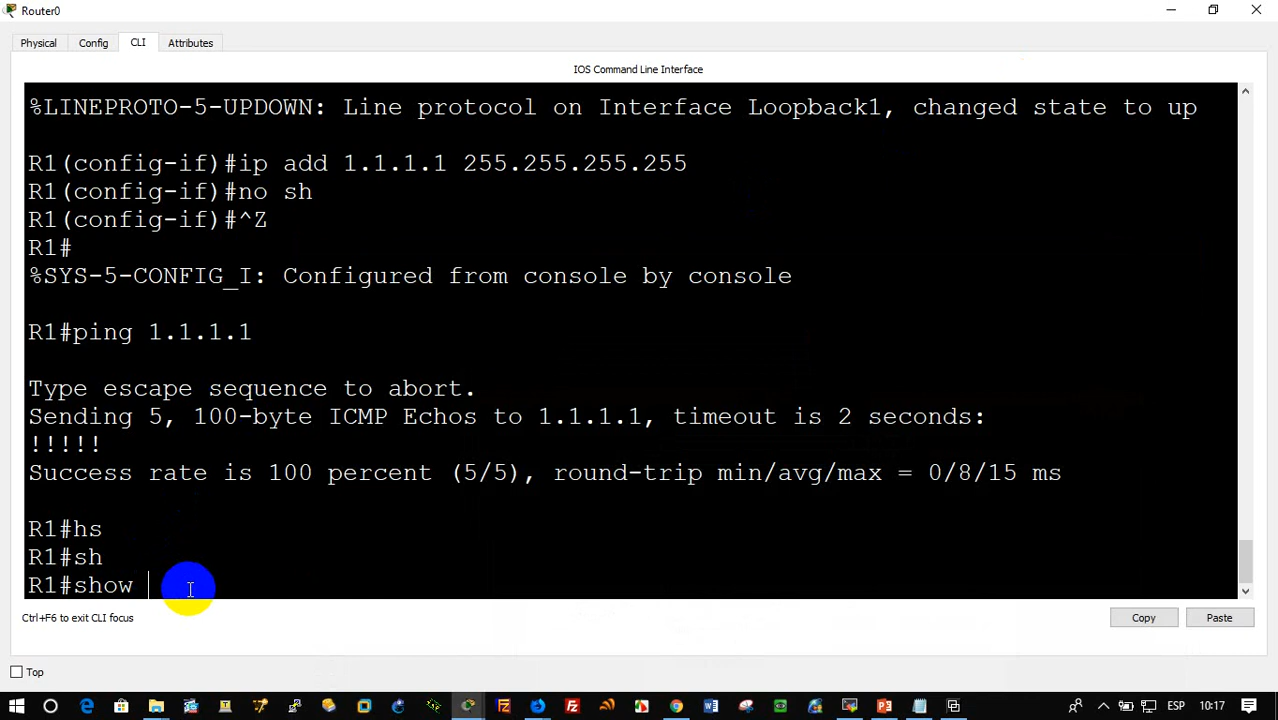 Router0
Physical Config CLI Attributes
IOS Command Line Interface
%LINEPROTO-5-UPDOWN: Line protocol on Interface Loopback1, changed state to up
R1(config-if)#ip add 1.1.1.1 255.255.255.255
R1(config-if)#no sh
R1(config-if)#^Z
R1#
%SYS-5-CONFIG_I: Configured from console by console
R1#ping 1.1.1.1
Type escape sequence to abort.
Sending 5, 100-byte ICMP Echos to 1.1.1.1, timeout is 2 seconds:
!!!!!
Success rate is 100 percent (5/5), round-trip min/avg/max = 0/8/15 ms
R1#hs
R1#sh
R1#show
Ctrl+F6 to exit CLI focus
Copy Paste
Top
ESP 10:17